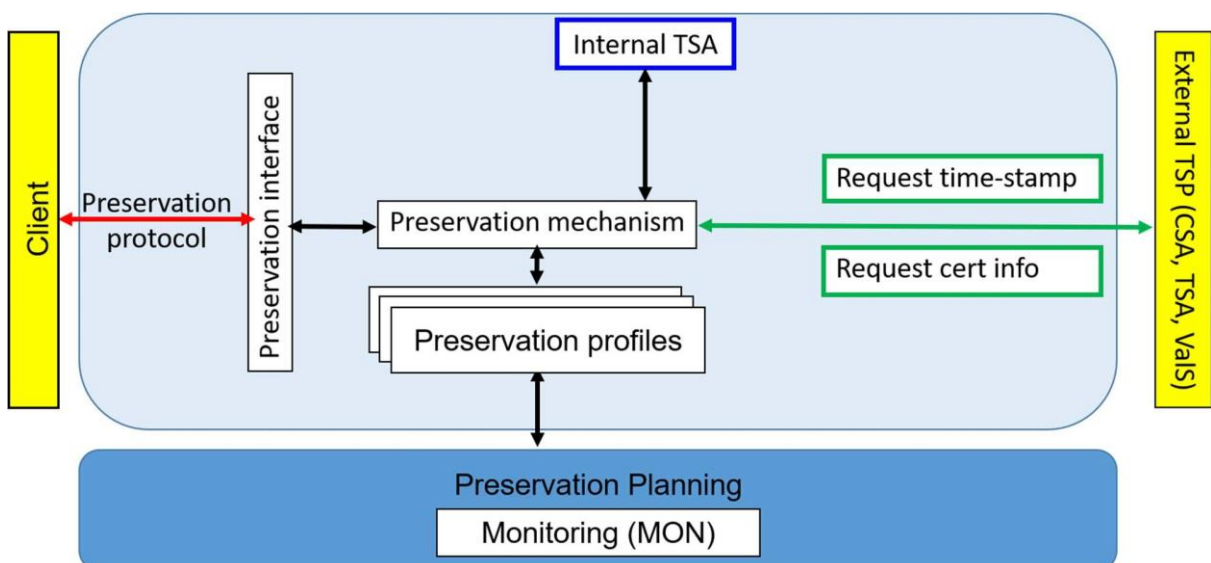 Internal TSA
Client
Preservation
protocol
Preservation interface
Preservation mechanism
Request time-stamp
Request cert info
External TSP (CSA, TSA, ValS)
Preservation profiles
Preservation Planning
Monitoring (MON)